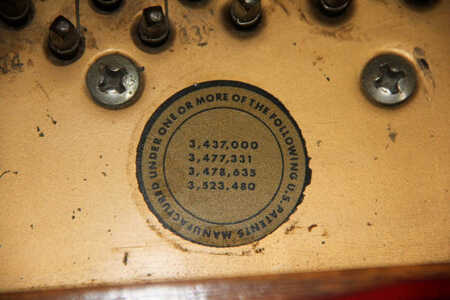 MANUFACTURED UNDER ONE OR MORE OF THE FOLLOWING U.S. PATENTS
3,437,000
3,477,331
3,478,635
3,523,480